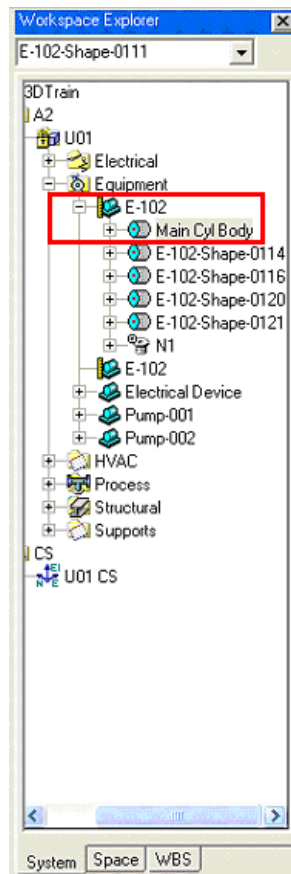 Workspace Explorer
E-102-Shape-0111
3DTrain
A2
U01
Electrical
Equipment
E-102
Main Cyl Body
E-102-Shape-0114
E-102-Shape-0116
E-102-Shape-0120
E-102-Shape-0121
N1
E-102
Electrical Device
Pump-001
Pump-002
HVAC
Process
Structural
Supports
CS
U01 CS
System Space WBS